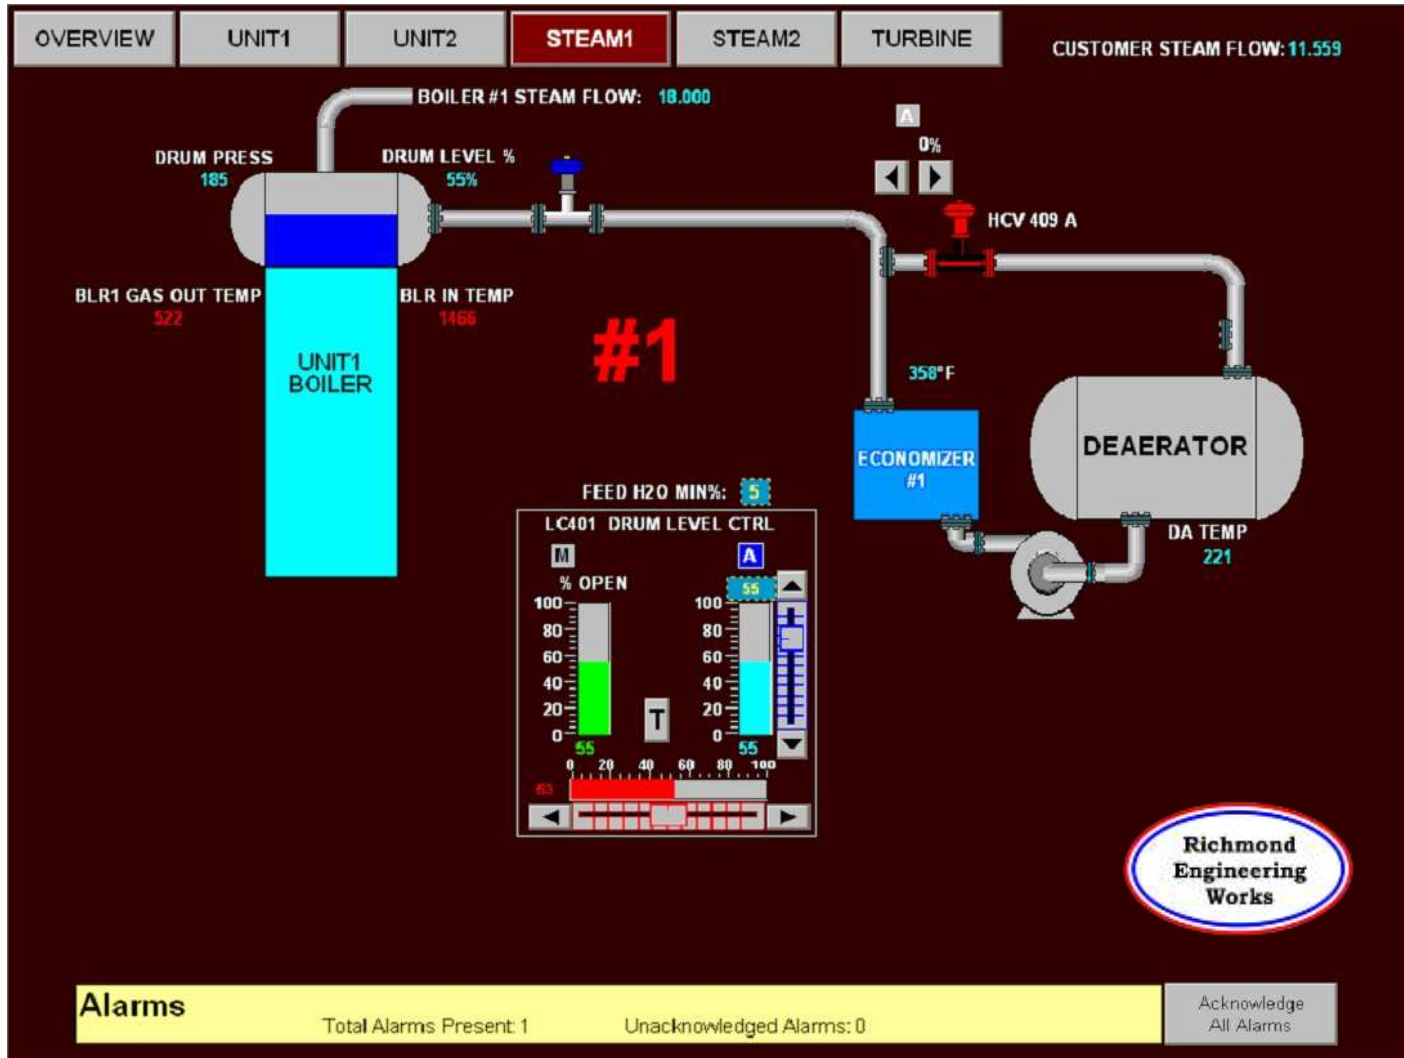 OVERVIEW UNIT1 UNIT2 STEAM1 STEAM2 TURBINE
CUSTOMER STEAM FLOW: 11.559
BOILER #1 STEAM FLOW: 18.000
A
0%
DRUM PRESS
185
DRUM LEVEL %
55%
HCV 409 A
BLR1 GAS OUT TEMP
522
BLR IN TEMP
1466
#1
UNIT1
BOILER
358°F
ECONOMIZER
#1
DEAERATOR
DA TEMP
221
FEED H2O MIN%: 5
LC401 DRUM LEVEL CTRL
M A
% OPEN
55
100 100
80 80
60 60
40 40
20 20
0 0
T
55 55
0 20 40 60 80 100
53
Richmond
Engineering
Works
Alarms
Total Alarms Present: 1 Unacknowledged Alarms: 0
Acknowledge
All Alarms